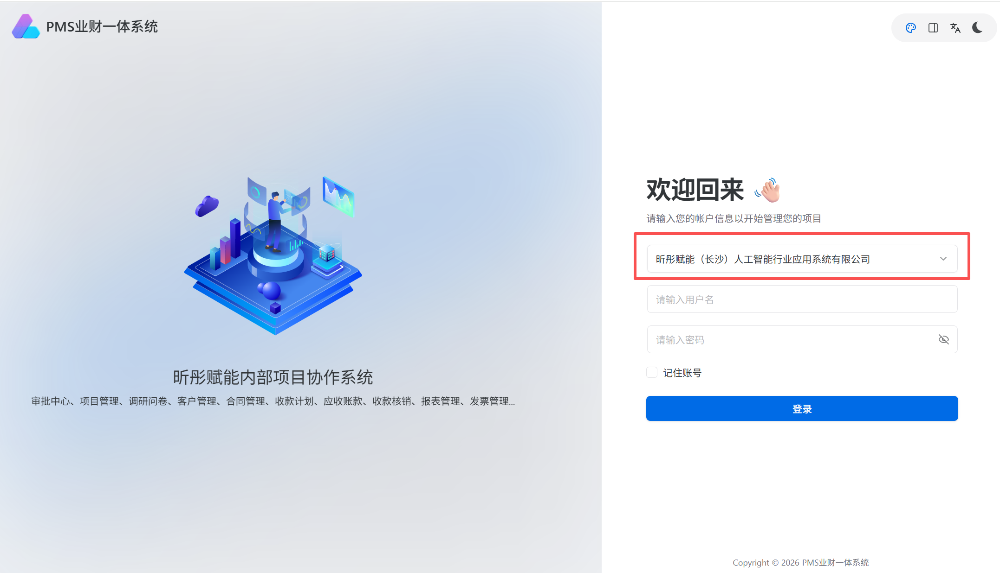 PMS业财一体系统
昕彤赋能内部项目协作系统
审批中心、项目管理、调研问卷、客户管理、合同管理、收款计划、应收账款、收款核销、报表管理、发票管理...
欢迎回来
请输入您的帐户信息以开始管理您的项目
昕彤赋能（长沙）人工智能行业应用系统有限公司
请输入用户名
请输入密码
记住账号
登录
Copyright © 2026 PMS业财一体系统